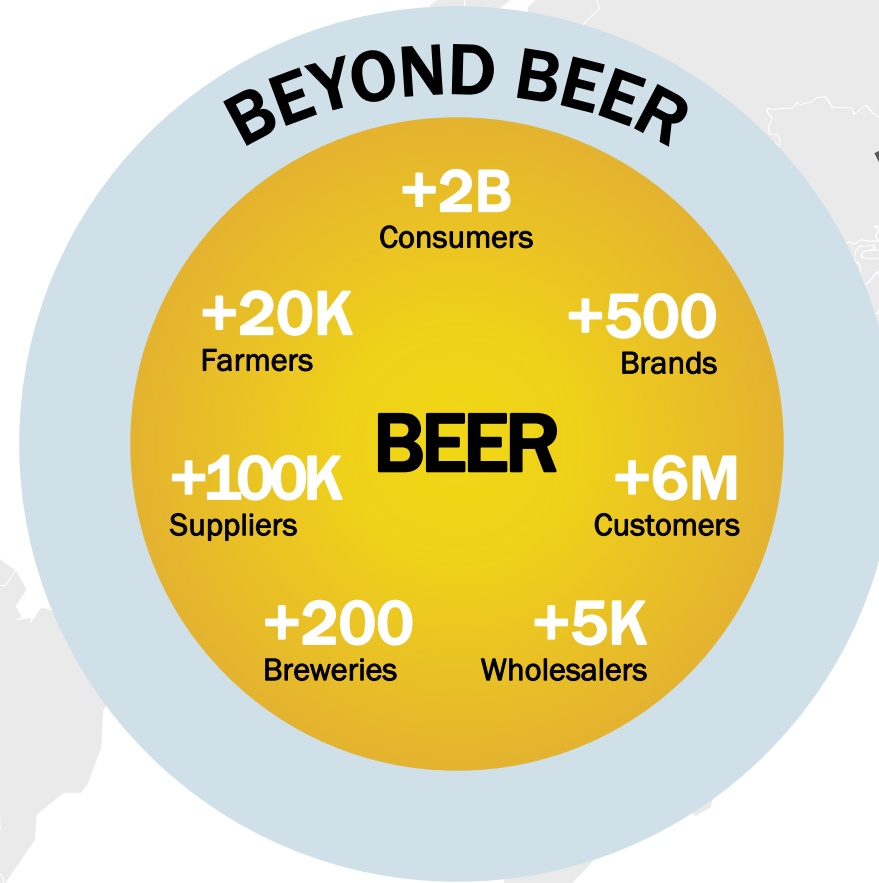 BEYOND BEER
+2B
Consumers
+20K
Farmers
+500
Brands
BEER
+100K
Suppliers
+6M
Customers
+200
Breweries
+5K
Wholesalers